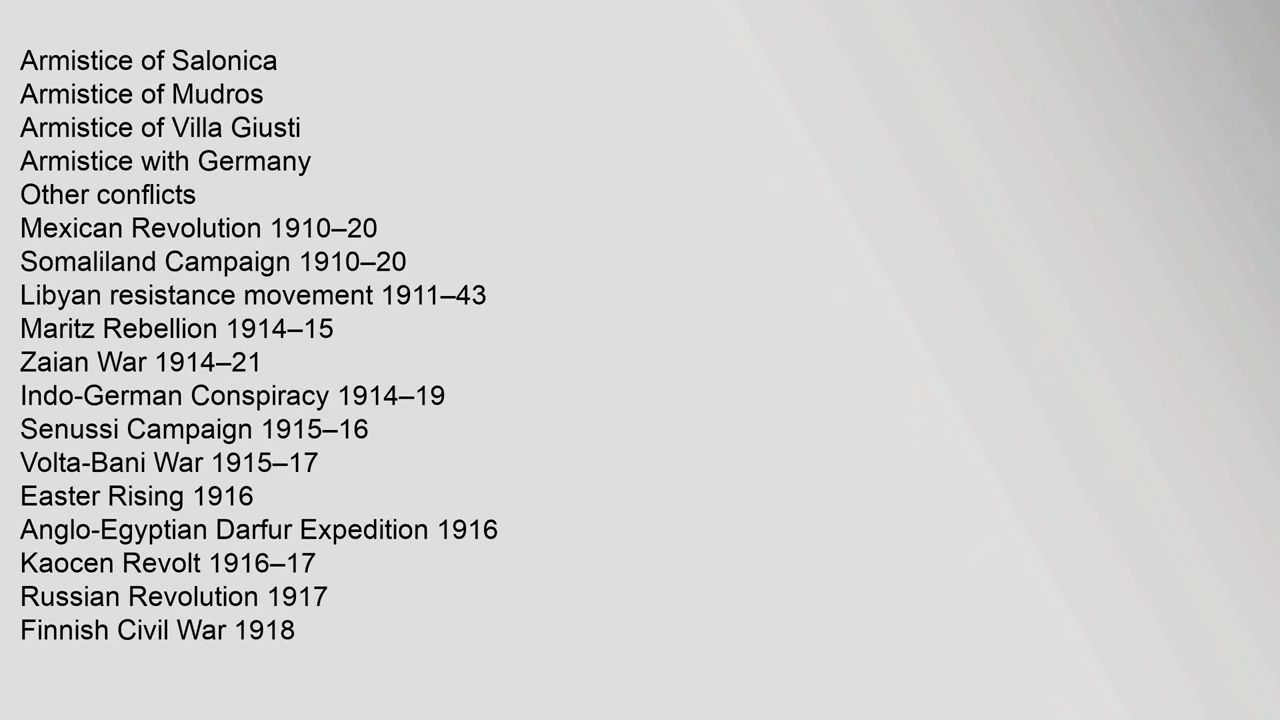 Armistice of Salonica
Armistice of Mudros
Armistice of Villa Giusti
Armistice with Germany
Other conflicts
Mexican Revolution 1910–20
Somaliland Campaign 1910–20
Libyan resistance movement 1911–43
Maritz Rebellion 1914–15
Zaian War 1914–21
Indo-German Conspiracy 1914–19
Senussi Campaign 1915–16
Volta-Bani War 1915–17
Easter Rising 1916
Anglo-Egyptian Darfur Expedition 1916
Kaocen Revolt 1916–17
Russian Revolution 1917
Finnish Civil War 1918